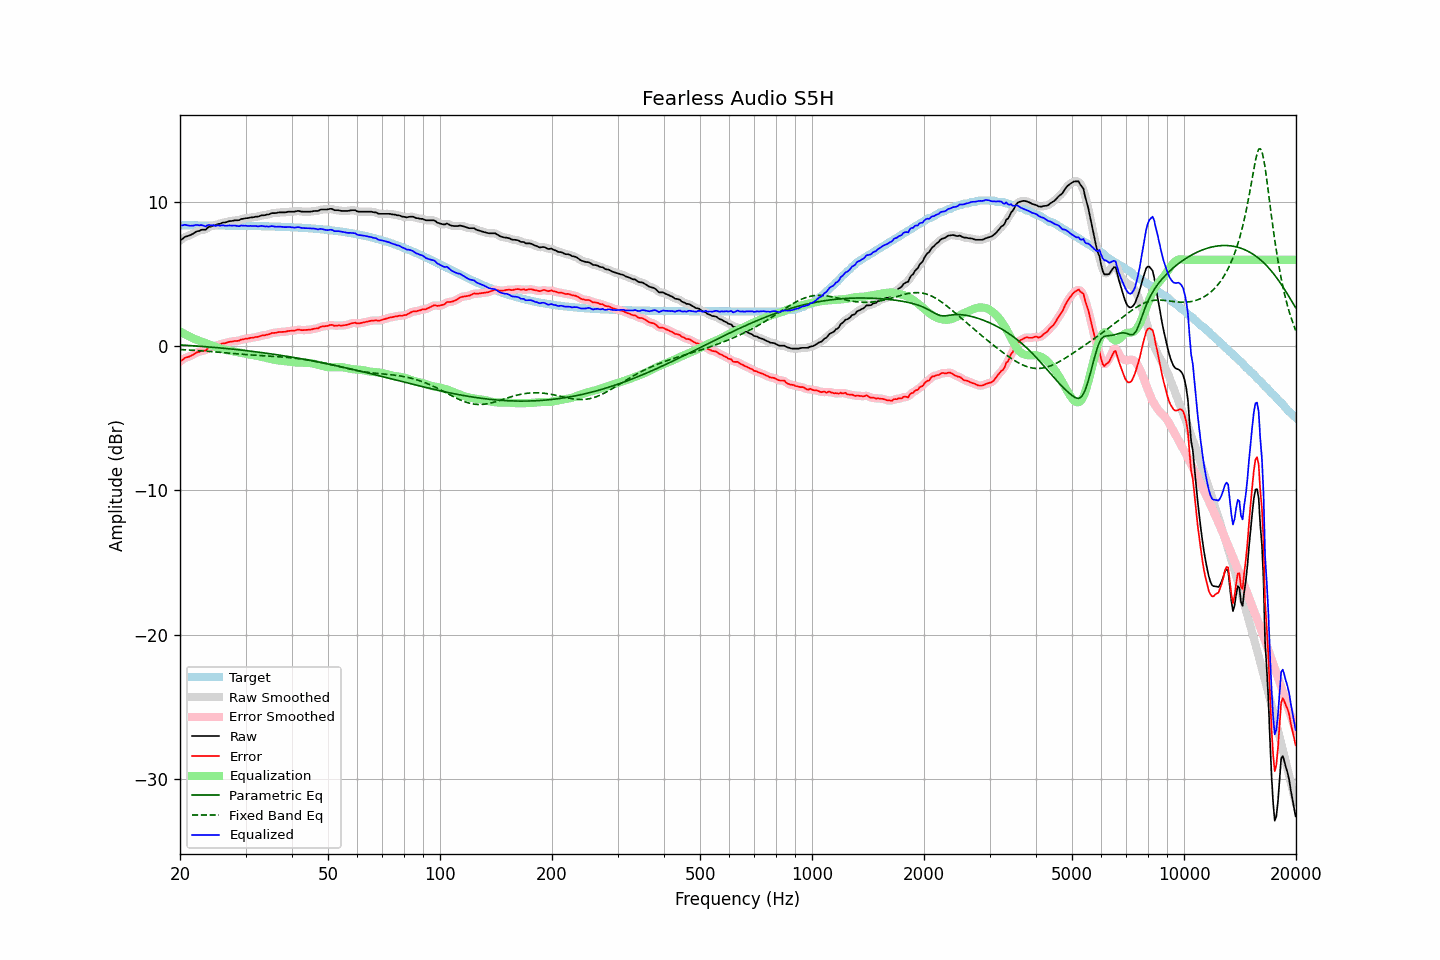 Fearless Audio S5H
10
0
−10
−20
−30
Amplitude (dBr)
Target
Raw Smoothed
Error Smoothed
Raw
Error
Equalization
Parametric Eq
Fixed Band Eq
Equalized
20 50 100 200 500 1000 2000 5000 10000 20000
Frequency (Hz)